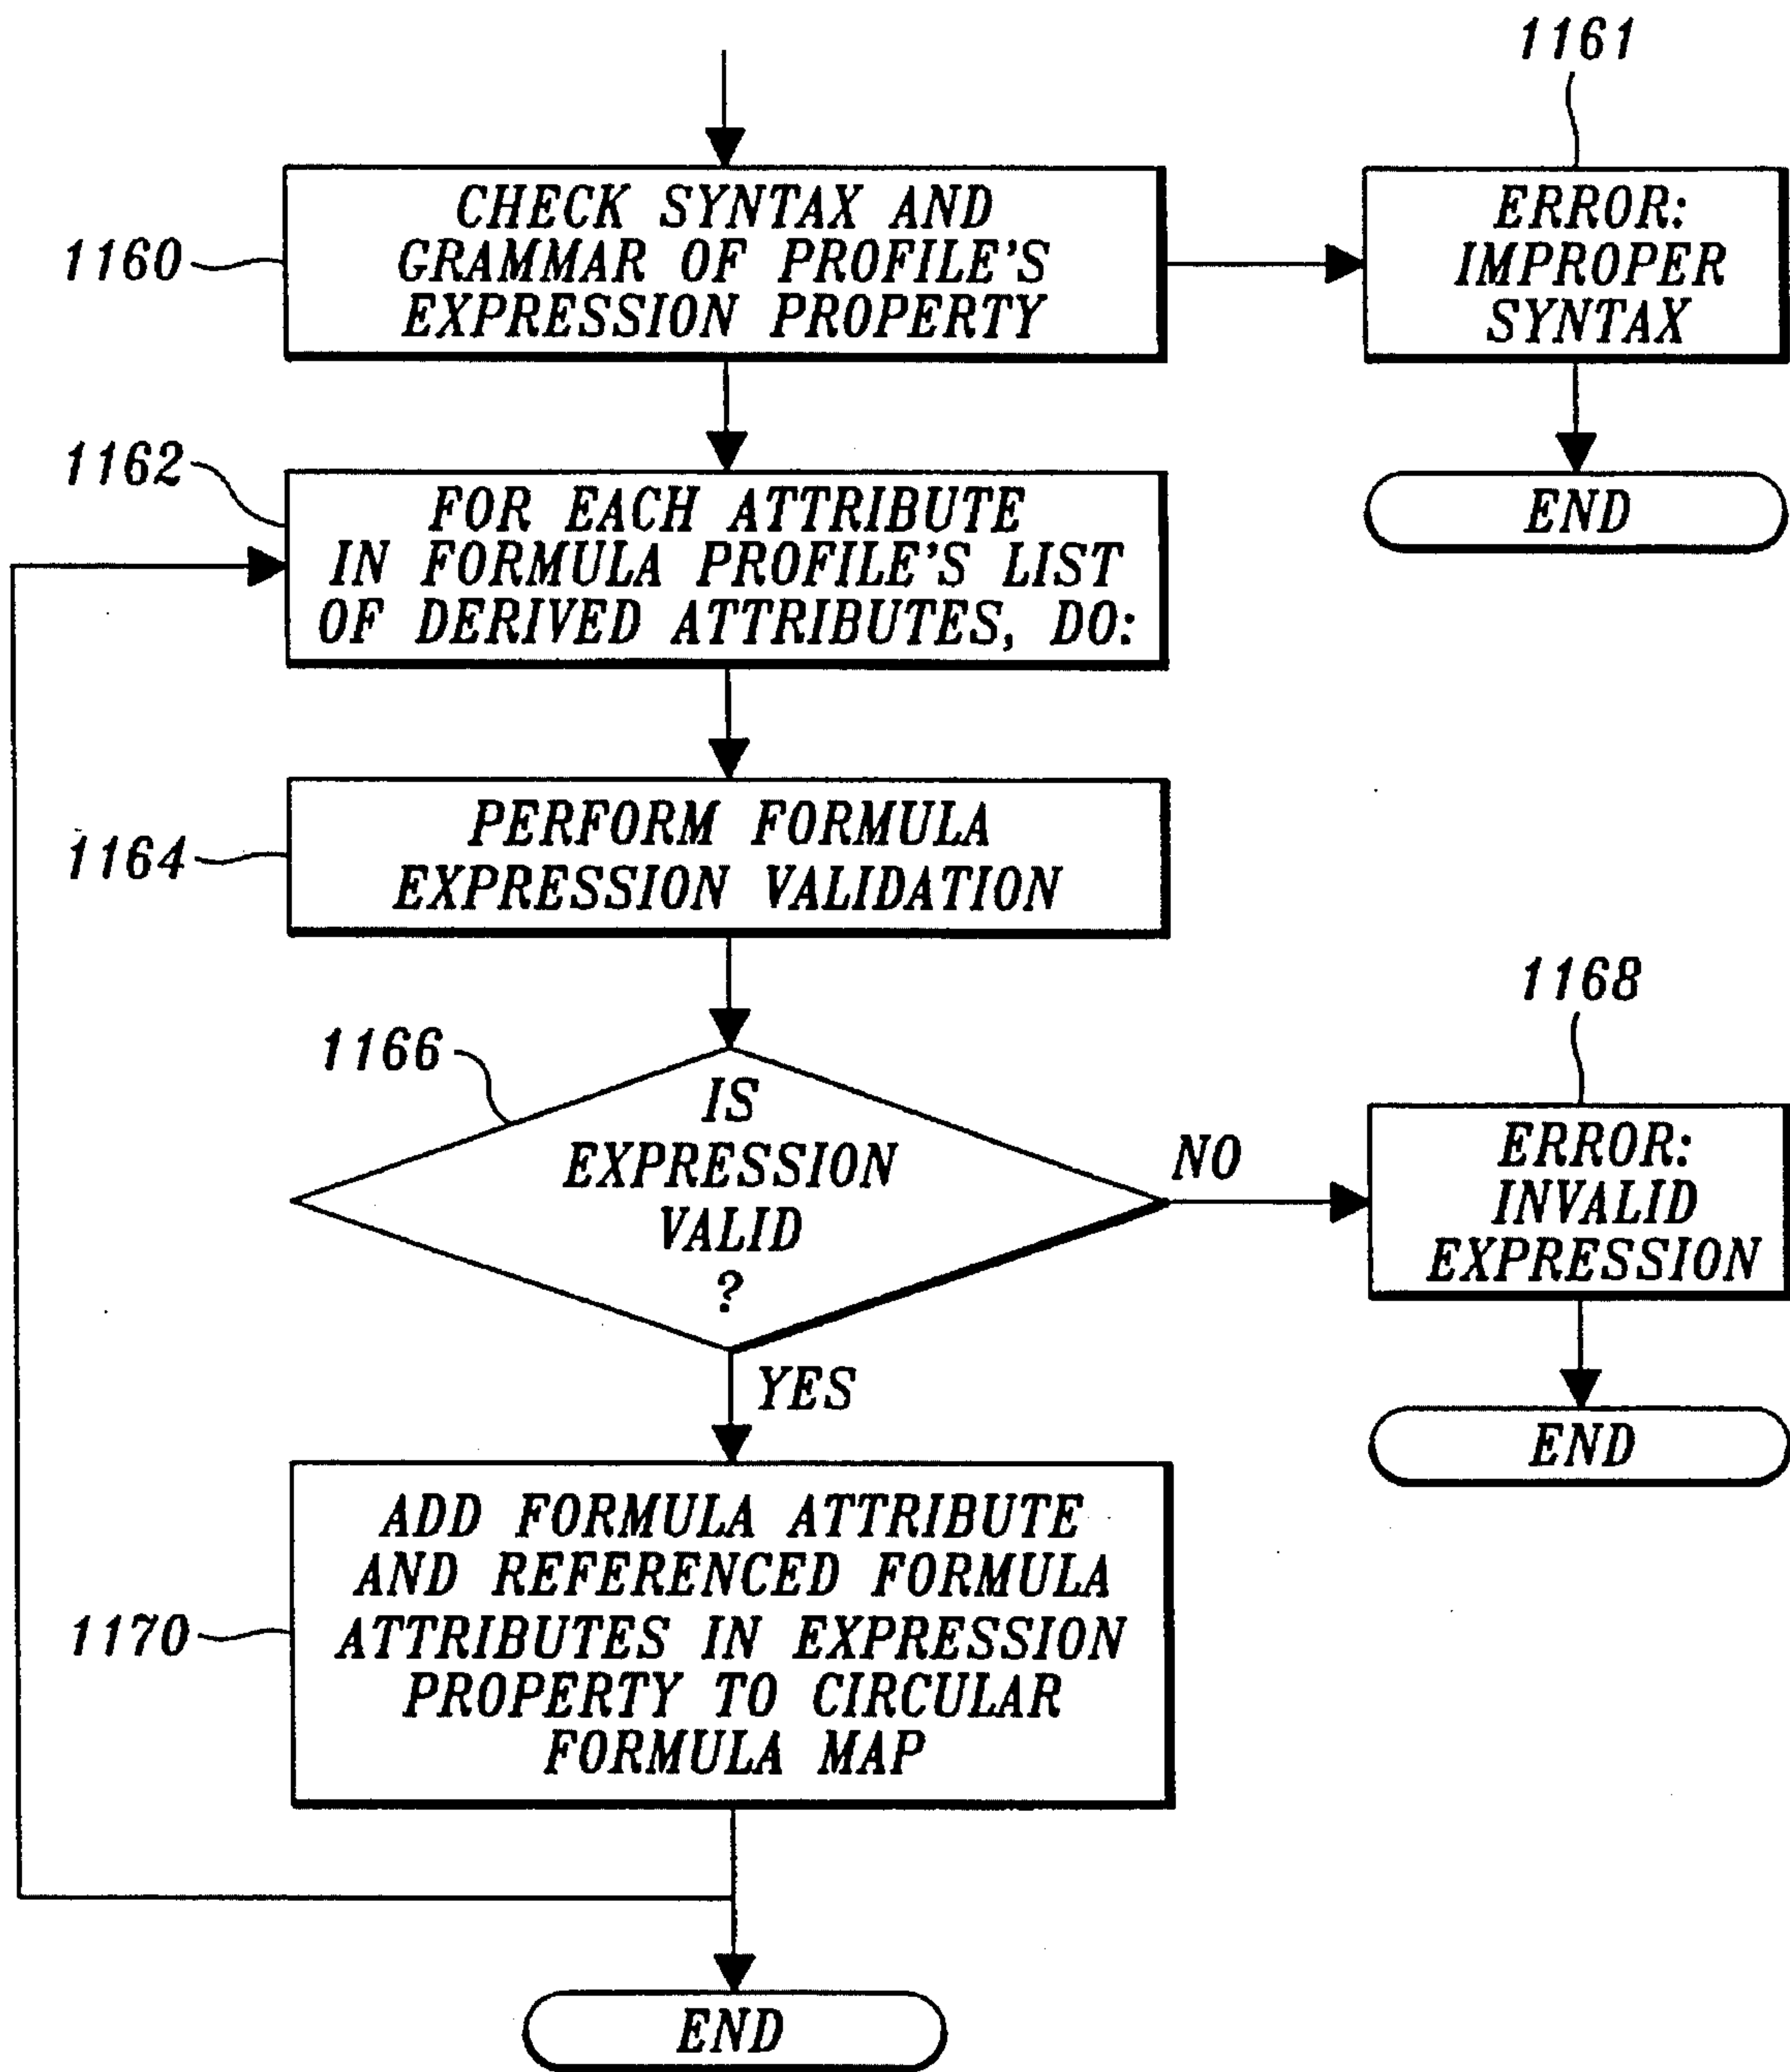 1161
1160
CHECK SYNTAX AND
GRAMMAR OF PROFILE'S
EXPRESSION PROPERTY
ERROR:
IMPROPER
SYNTAX
END
1162
FOR EACH ATTRIBUTE
IN FORMULA PROFILE'S LIST
OF DERIVED ATTRIBUTES, DO:
1164
PERFORM FORMULA
EXPRESSION VALIDATION
1166
IS
EXPRESSION
VALID
?
NO
1168
ERROR:
INVALID
EXPRESSION
END
YES
1170
ADD FORMULA ATTRIBUTE
AND REFERENCED FORMULA
ATTRIBUTES IN EXPRESSION
PROPERTY TO CIRCULAR
FORMULA MAP
END